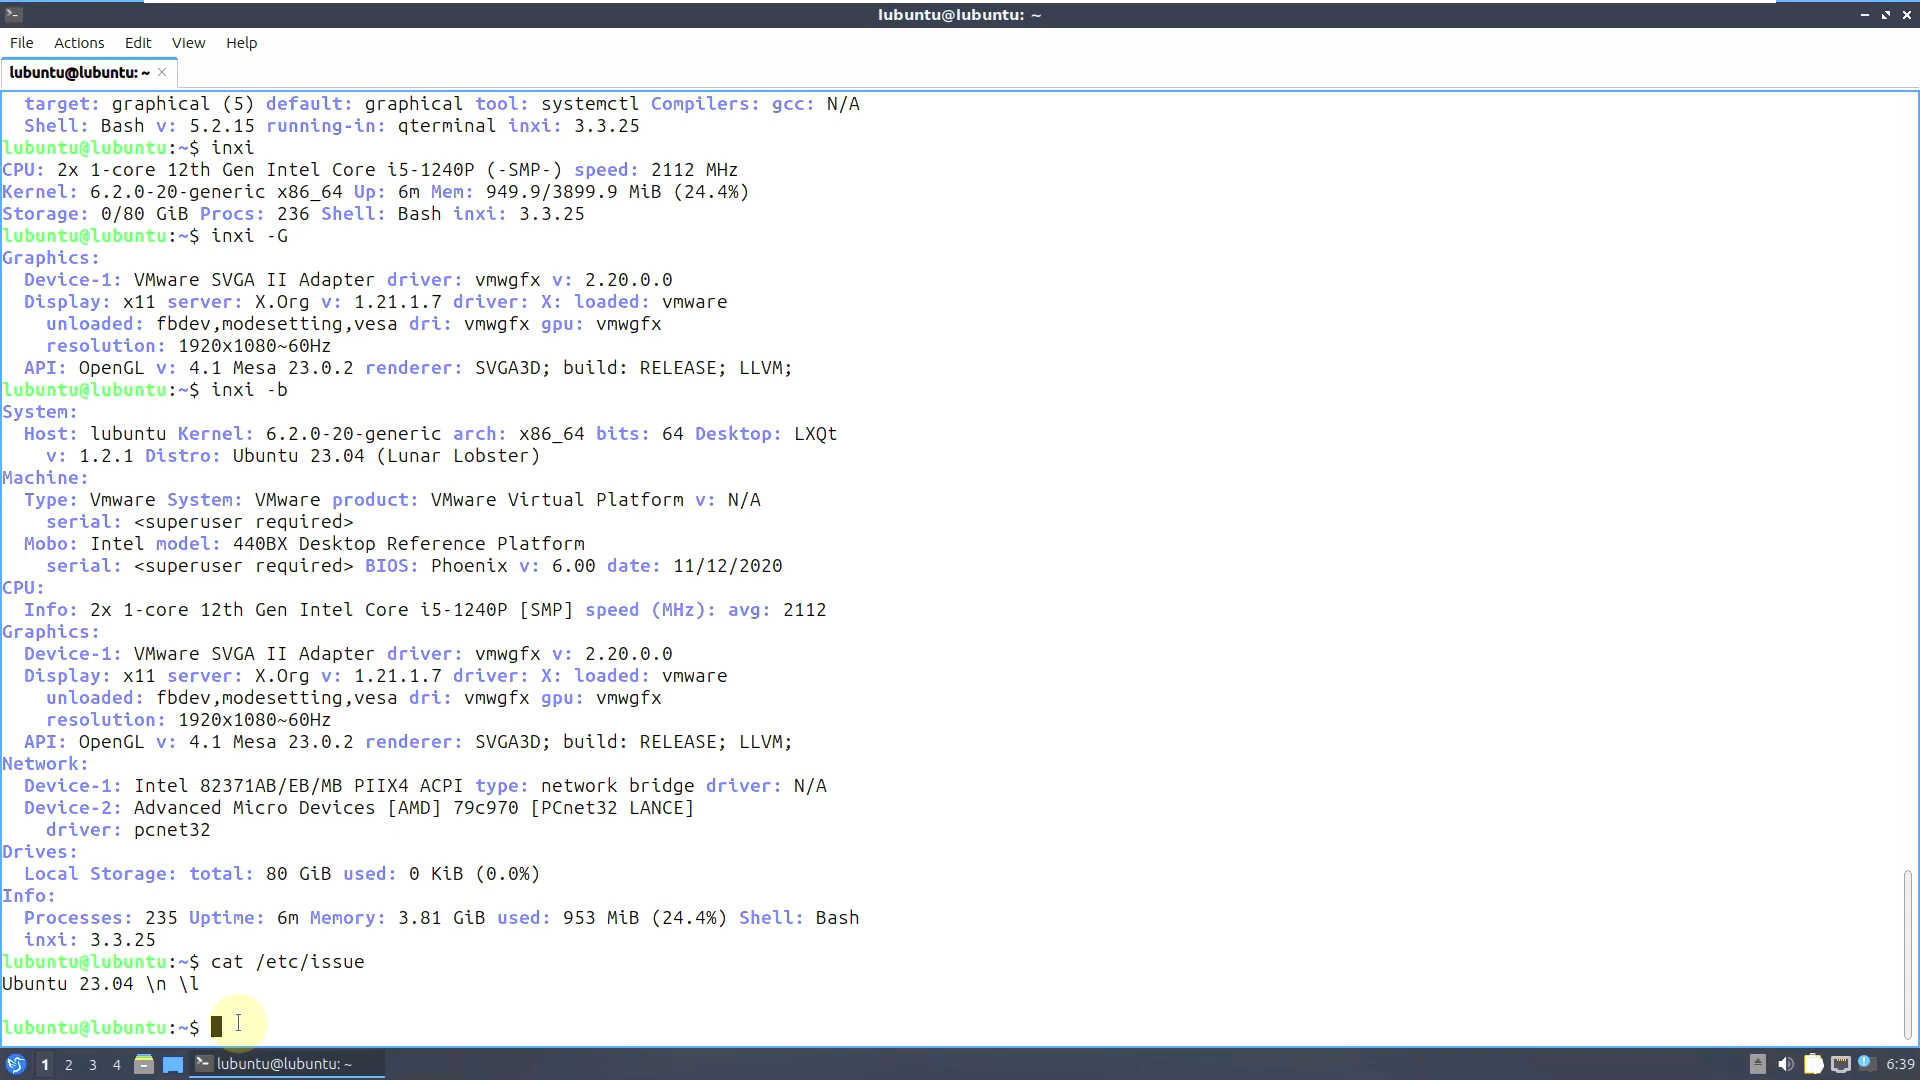 lubuntu@lubuntu: ~
File Actions Edit View Help
lubuntu@lubuntu: ~
target: graphical (5) default: graphical tool: systemctl Compilers: gcc: N/A
Shell: Bash v: 5.2.15 running-in: qterminal inxi: 3.3.25
lubuntu@lubuntu:~$ inxi
CPU: 2x 1-core 12th Gen Intel Core i5-1240P (-SMP-) speed: 2112 MHz
Kernel: 6.2.0-20-generic x86_64 Up: 6m Mem: 949.9/3899.9 MiB (24.4%)
Storage: 0/80 GiB Procs: 236 Shell: Bash inxi: 3.3.25
lubuntu@lubuntu:~$ inxi -G
Graphics:
Device-1: VMware SVGA II Adapter driver: vmwgfx v: 2.20.0.0
Display: x11 server: X.Org v: 1.21.1.7 driver: X: loaded: vmware
unloaded: fbdev,modesetting,vesa dri: vmwgfx gpu: vmwgfx
resolution: 1920x1080~60Hz
API: OpenGL v: 4.1 Mesa 23.0.2 renderer: SVGA3D; build: RELEASE; LLVM;
lubuntu@lubuntu:~$ inxi -b
System:
Host: lubuntu Kernel: 6.2.0-20-generic arch: x86_64 bits: 64 Desktop: LXQt
v: 1.2.1 Distro: Ubuntu 23.04 (Lunar Lobster)
Machine:
Type: Vmware System: VMware product: VMware Virtual Platform v: N/A
serial: <superuser required>
Mobo: Intel model: 440BX Desktop Reference Platform
serial: <superuser required> BIOS: Phoenix v: 6.00 date: 11/12/2020
CPU:
Info: 2x 1-core 12th Gen Intel Core i5-1240P [SMP] speed (MHz): avg: 2112
Graphics:
Device-1: VMware SVGA II Adapter driver: vmwgfx v: 2.20.0.0
Display: x11 server: X.Org v: 1.21.1.7 driver: X: loaded: vmware
unloaded: fbdev,modesetting,vesa dri: vmwgfx gpu: vmwgfx
resolution: 1920x1080~60Hz
API: OpenGL v: 4.1 Mesa 23.0.2 renderer: SVGA3D; build: RELEASE; LLVM;
Network:
Device-1: Intel 82371AB/EB/MB PIIX4 ACPI type: network bridge driver: N/A
Device-2: Advanced Micro Devices [AMD] 79c970 [PCnet32 LANCE]
driver: pcnet32
Drives:
Local Storage: total: 80 GiB used: 0 KiB (0.0%)
Info:
Processes: 235 Uptime: 6m Memory: 3.81 GiB used: 953 MiB (24.4%) Shell: Bash
inxi: 3.3.25
lubuntu@lubuntu:~$ cat /etc/issue
Ubuntu 23.04 \n \l
lubuntu@lubuntu:~$
1 2 3 4 lubuntu@lubuntu: ~ 6:39